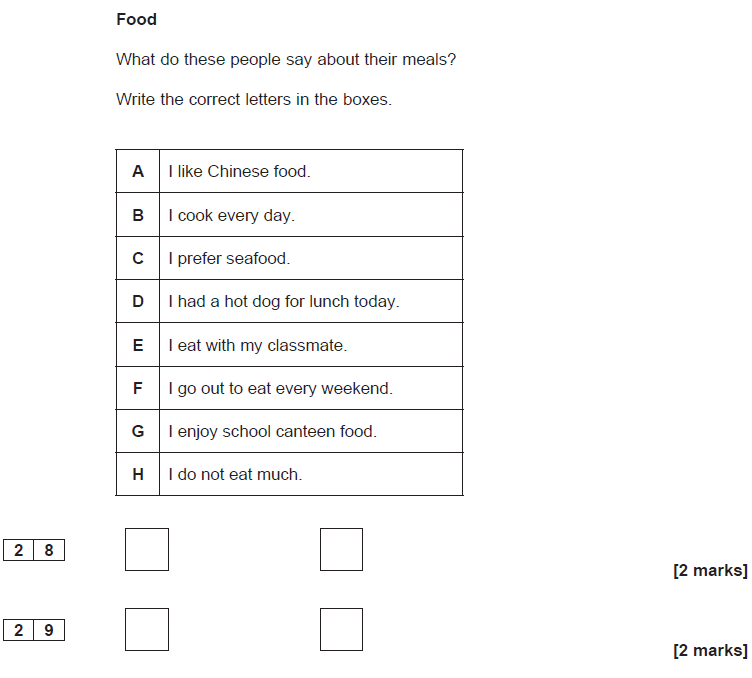 Food
What do these people say about their meals?
Write the correct letters in the boxes.
A I like Chinese food.
B I cook every day.
C I prefer seafood.
D I had a hot dog for lunch today.
E I eat with my classmate.
F I go out to eat every weekend.
G I enjoy school canteen food.
H I do not eat much.
2 8
[2 marks]
2 9
[2 marks]